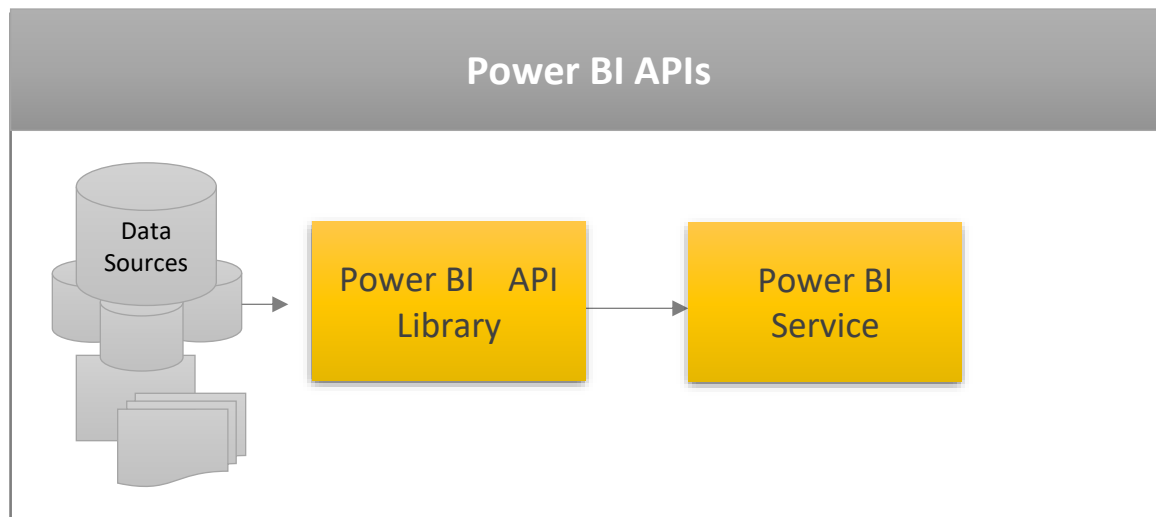 Power BI APIs
Data
Sources
Power BI API
Library
Power BI
Service